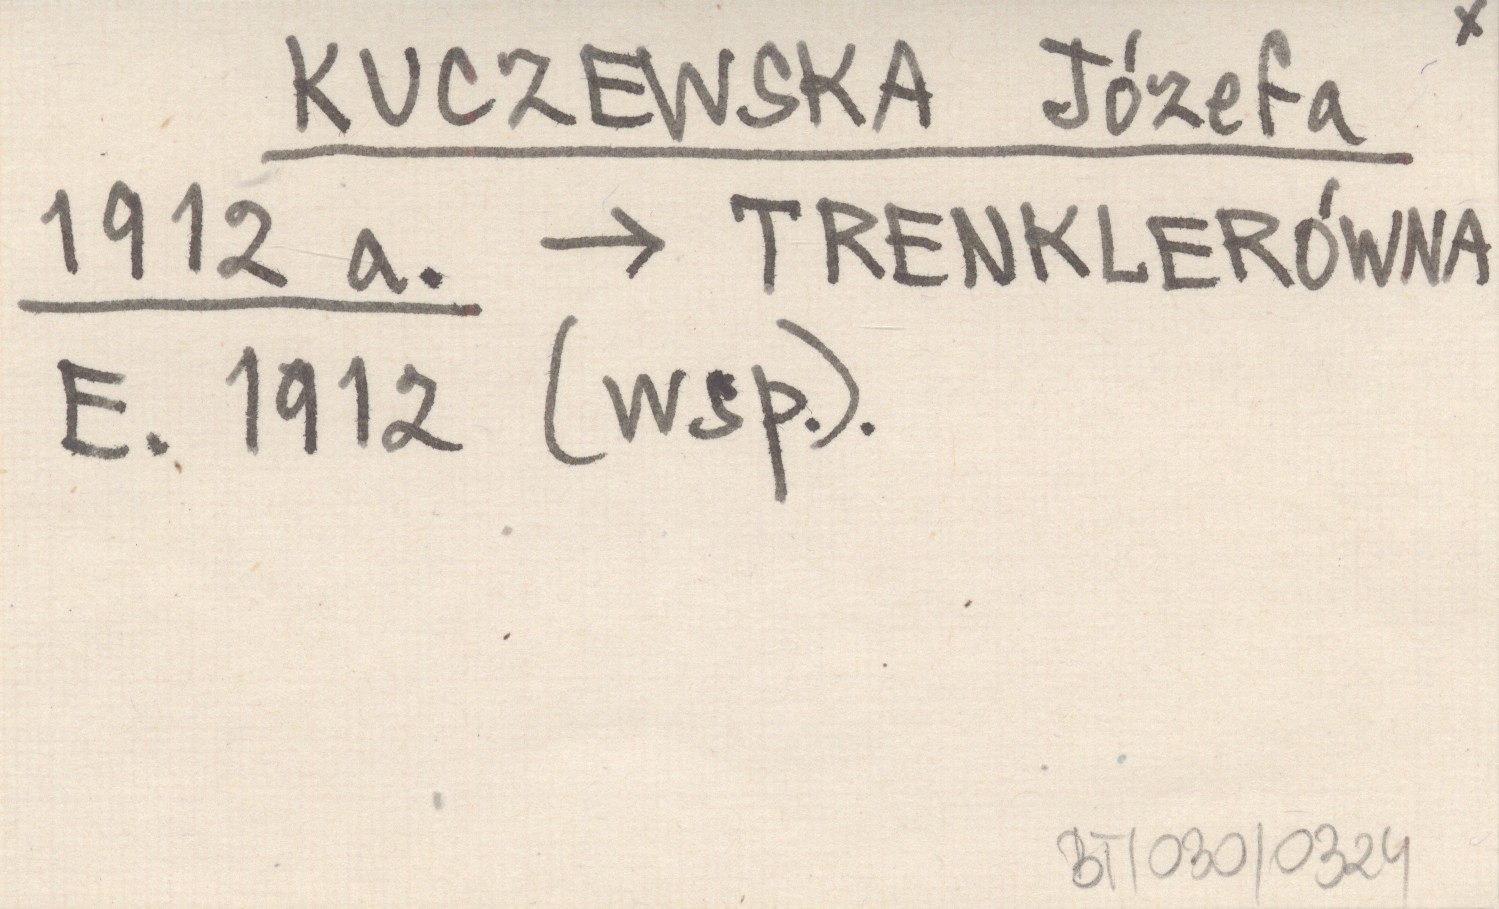 x
KUCZEWSKA Józefa
1912 a. → TRENKLERÓWNA
E. 1912 (wsp.).
BT/030/0324